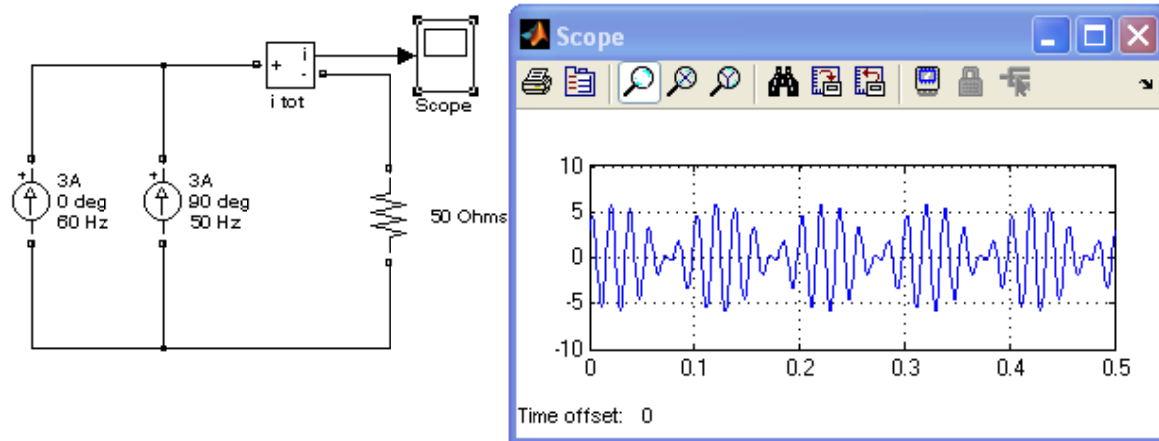 +
i
-
i tot
Scope
+
3A
0 deg
60 Hz
+
3A
90 deg
50 Hz
50 Ohms
Scope
10
5
0
-5
-10
0
0.1
0.2
0.3
0.4
0.5
Time offset: 0